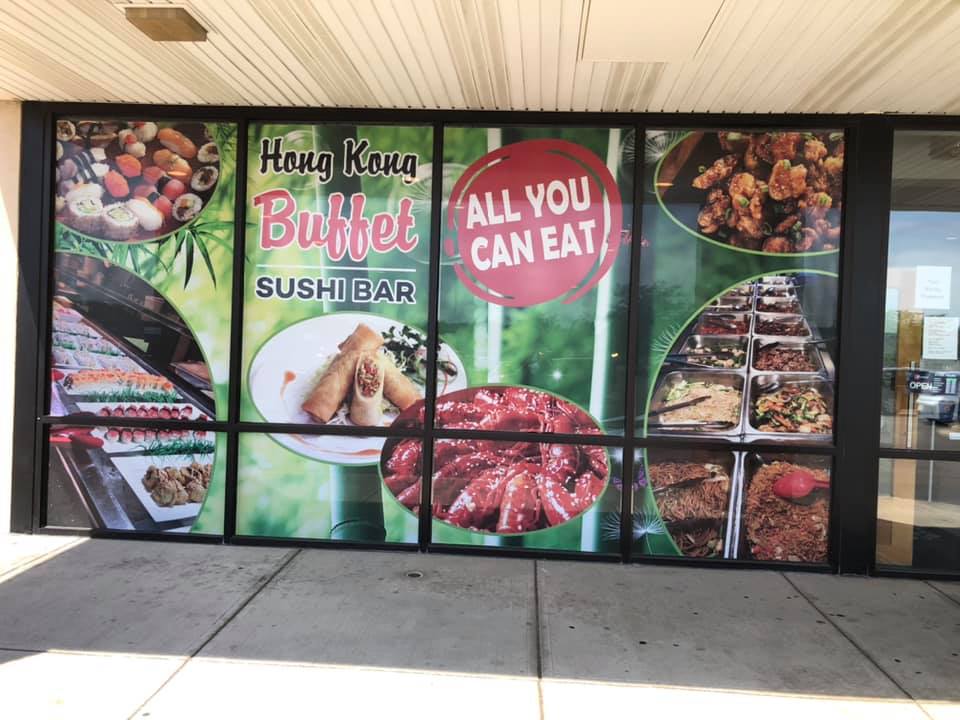 Hong Kong
Buffet
SUSHI BAR
ALL YOU
CAN EAT
OPEN